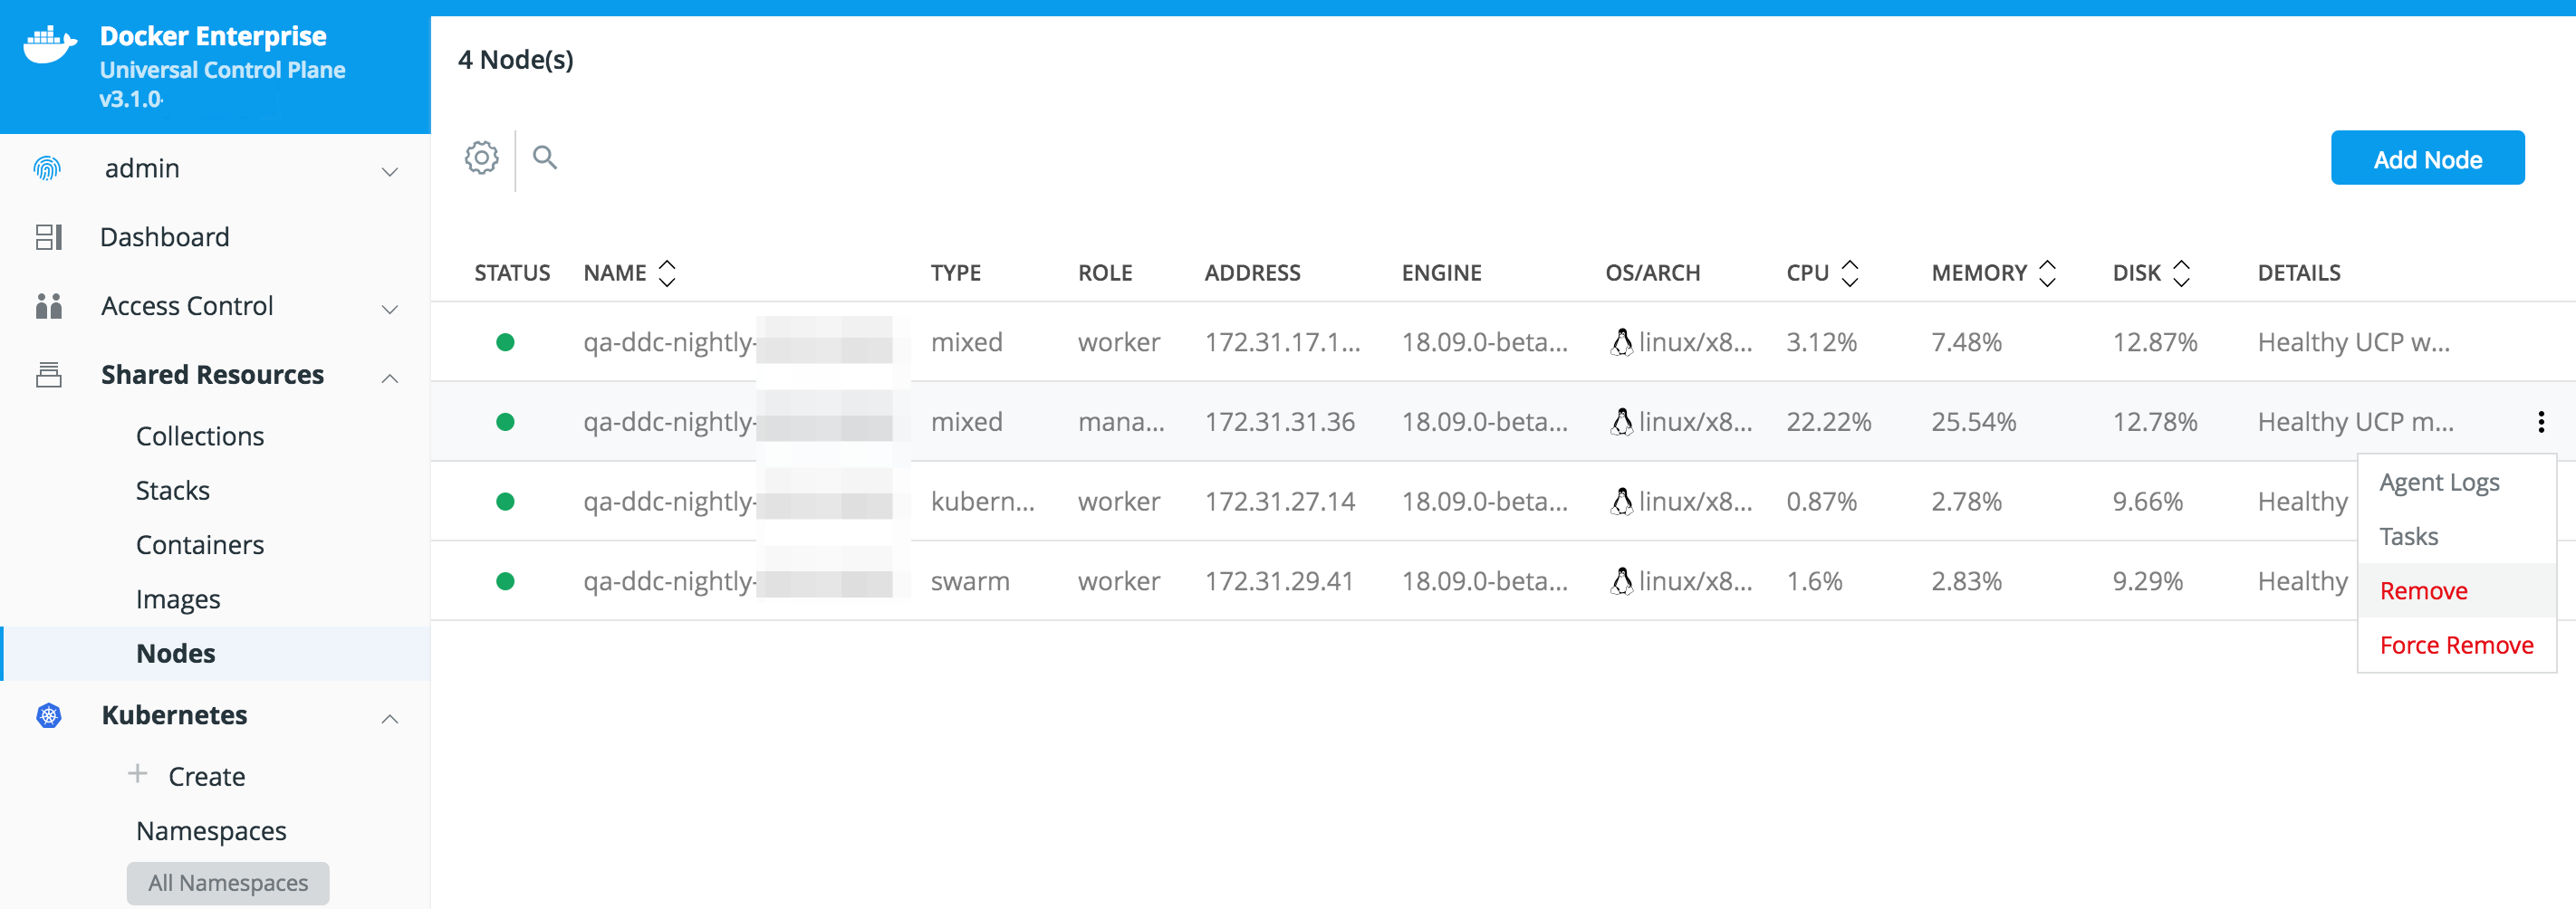 Docker Enterprise
Universal Control Plane
v3.1.0
admin
Dashboard
Access Control
Shared Resources
Collections
Stacks
Containers
Images
Nodes
Kubernetes
Create
Namespaces
All Namespaces
4 Node(s)
Add Node
STATUS NAME TYPE ROLE ADDRESS ENGINE OS/ARCH CPU MEMORY DISK DETAILS
qa-ddc-nightly- mixed worker 172.31.17.1... 18.09.0-beta... linux/x8... 3.12% 7.48% 12.87% Healthy UCP w...
qa-ddc-nightly- mixed mana... 172.31.31.36 18.09.0-beta... linux/x8... 22.22% 25.54% 12.78% Healthy UCP m...
qa-ddc-nightly- kubern... worker 172.31.27.14 18.09.0-beta... linux/x8... 0.87% 2.78% 9.66% Healthy
qa-ddc-nightly- swarm worker 172.31.29.41 18.09.0-beta... linux/x8... 1.6% 2.83% 9.29% Healthy
Agent Logs
Tasks
Remove
Force Remove